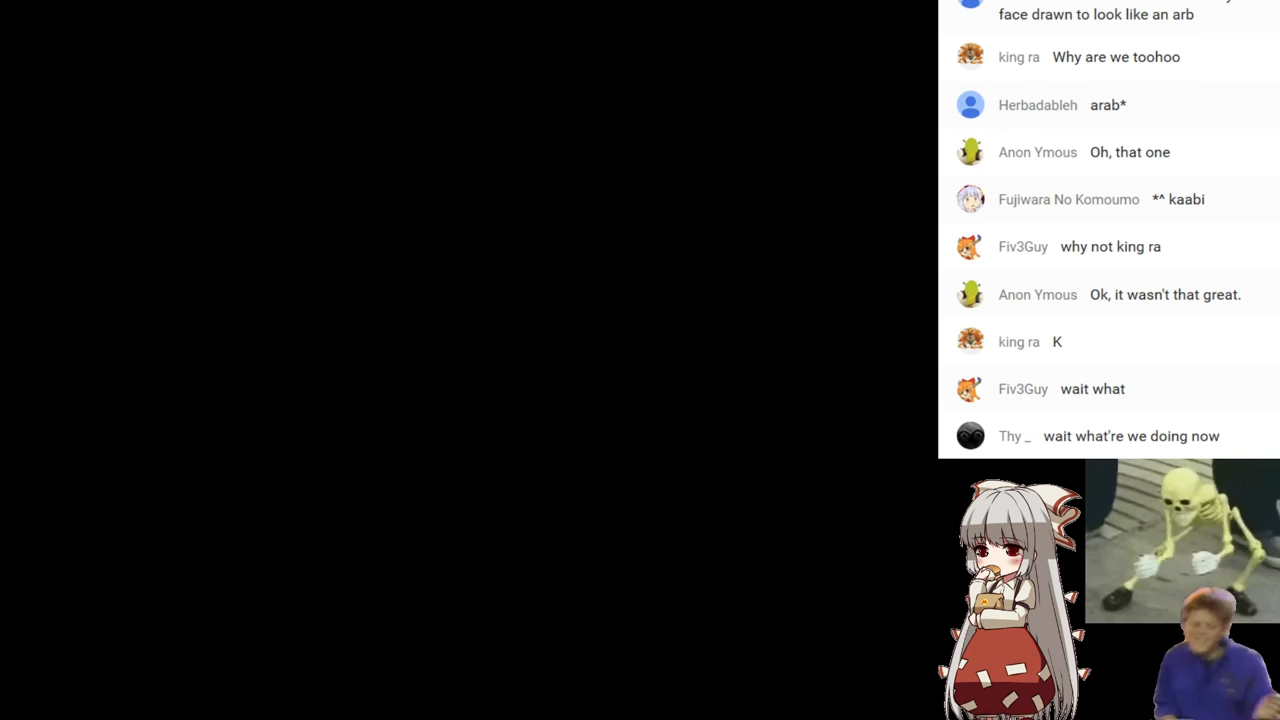 face drawn to look like an arb
king ra Why are we toohoo
Herbadableh arab*
Anon Ymous Oh, that one
Fujiwara No Komoumo *^ kaabi
Fiv3Guy why not king ra
Anon Ymous Ok, it wasn't that great.
king ra K
Fiv3Guy wait what
Thy _ wait what're we doing now